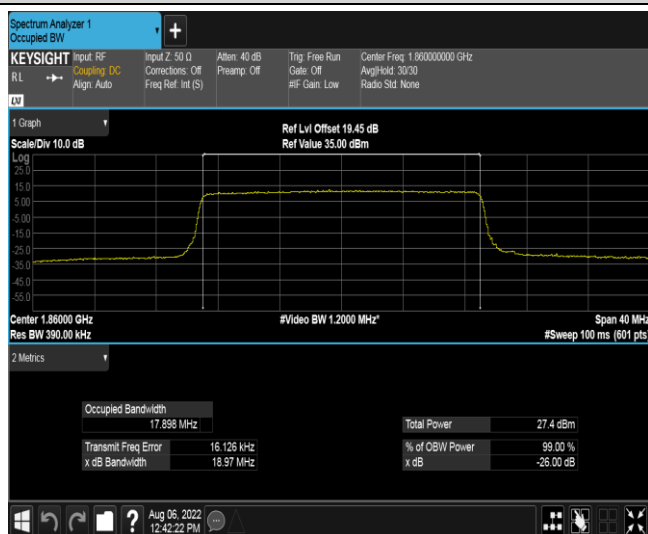 Spectrum Analyzer 1
Occupied BW
KEYSIGHT
Input: RF
Coupling: DC
Align: Auto
Input Z: 50 Ω
Corrections: Off
Freq Ref: Int (S)
Atten: 40 dB
Preamp: Off
Trig: Free Run
Gate: Off
#IF Gain: Low
Center Freq: 1.860000000 GHz
Avg|Hold: 30/30
Radio Std: None
R L
LXI
1 Graph
Scale/Div 10.0 dB
Ref Lvl Offset 19.45 dB
Ref Value 35.00 dBm
Log
25.0
15.0
5.00
-5.00
-15.0
-25.0
-35.0
-45.0
-55.0
Center 1.86000 GHz
Res BW 390.00 kHz
#Video BW 1.2000 MHz*
Span 40 MHz
#Sweep 100 ms (601 pts)
2 Metrics
Occupied Bandwidth
17.898 MHz
Transmit Freq Error 16.126 kHz
x dB Bandwidth 18.97 MHz
Total Power 27.4 dBm
% of OBW Power 99.00 %
x dB -26.00 dB
?
Aug 06, 2022
12:42:22 PM